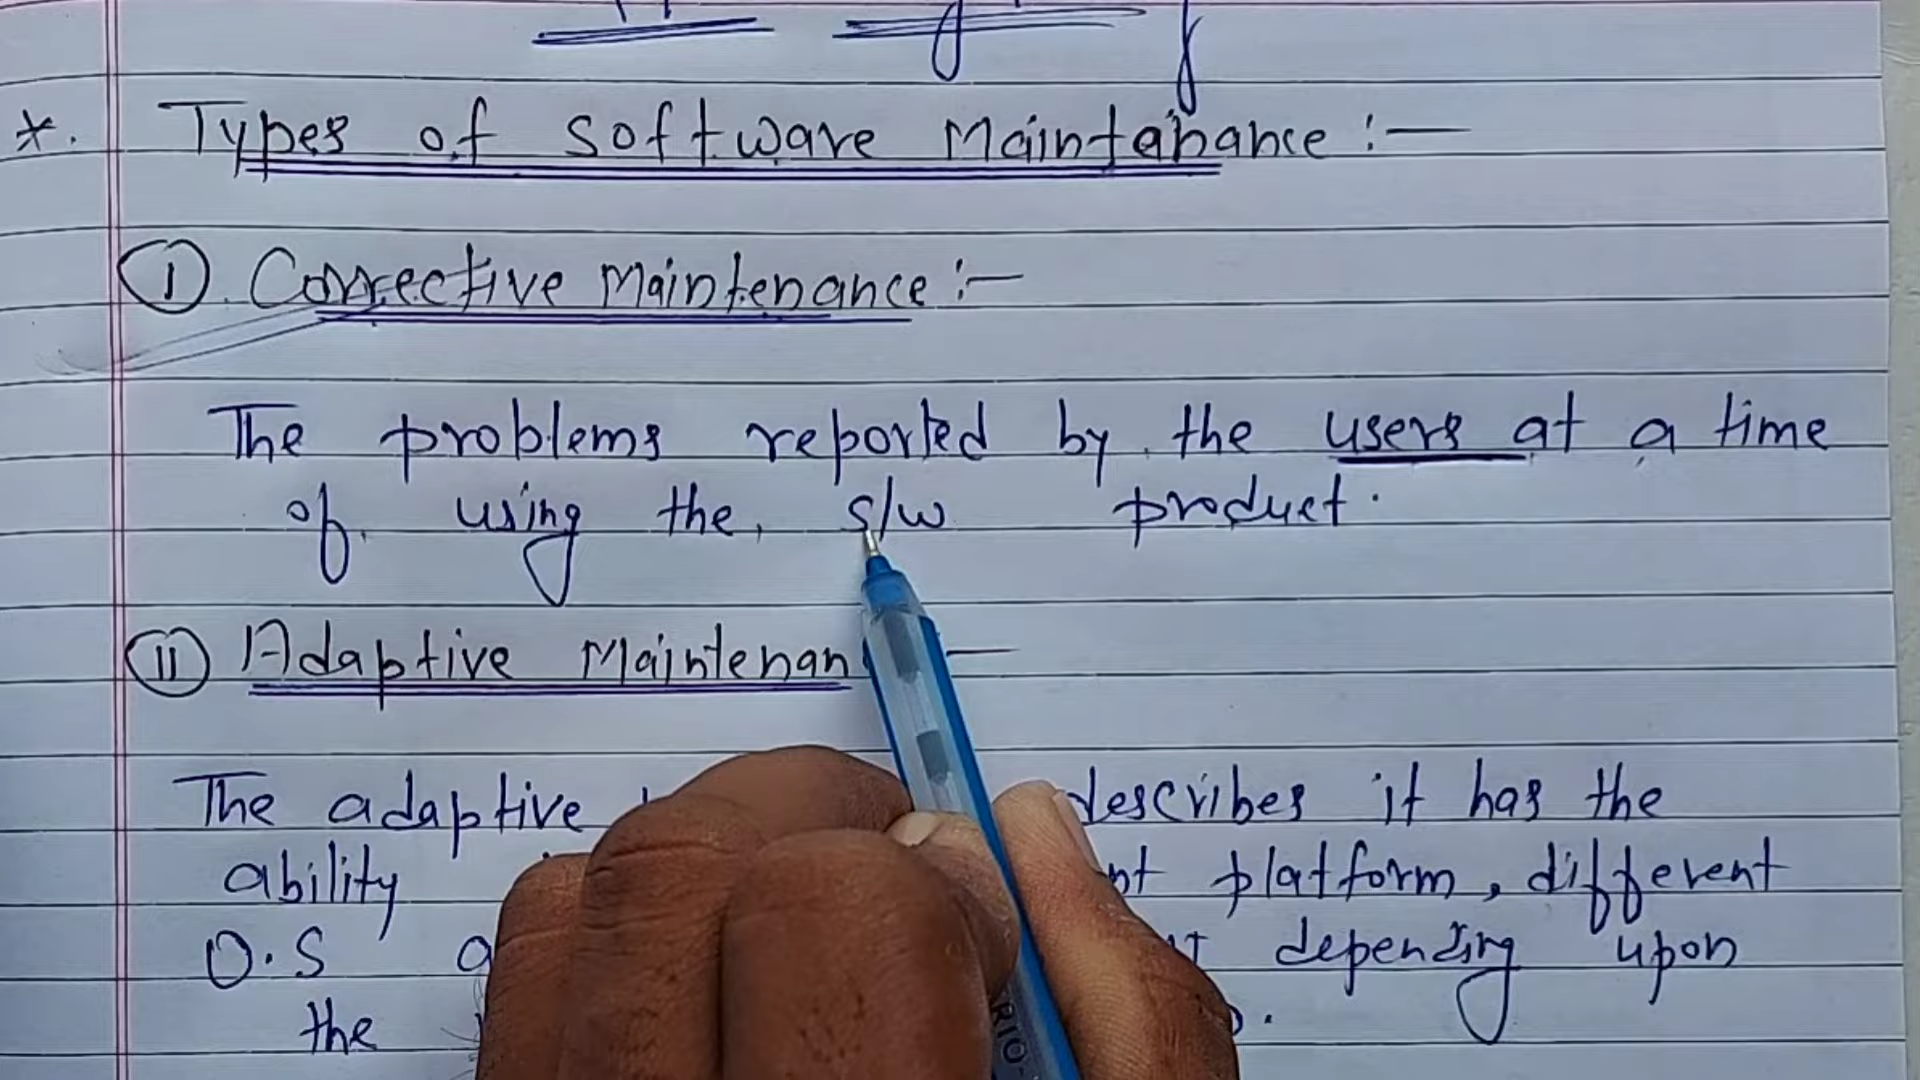 *. Types of Software Maintanance :-
I. Corrective Maintenance :-
The problems reported by the users at a time
of using the s/w product.
II Adaptive Maintenan —
The adaptive describes it has the
ability platform, different
O.S depending upon
the